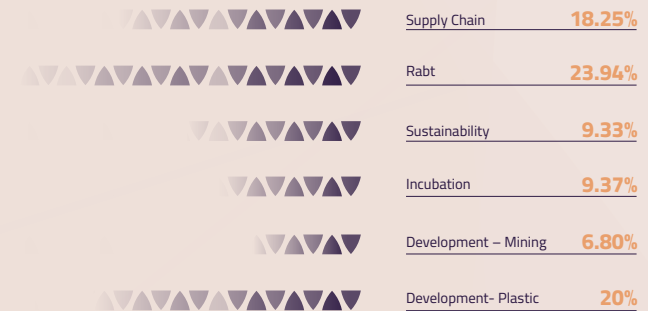 Supply Chain 18.25%
Rabt 23.94%
Sustainability 9.33%
Incubation 9.37%
Development – Mining 6.80%
Development- Plastic 20%